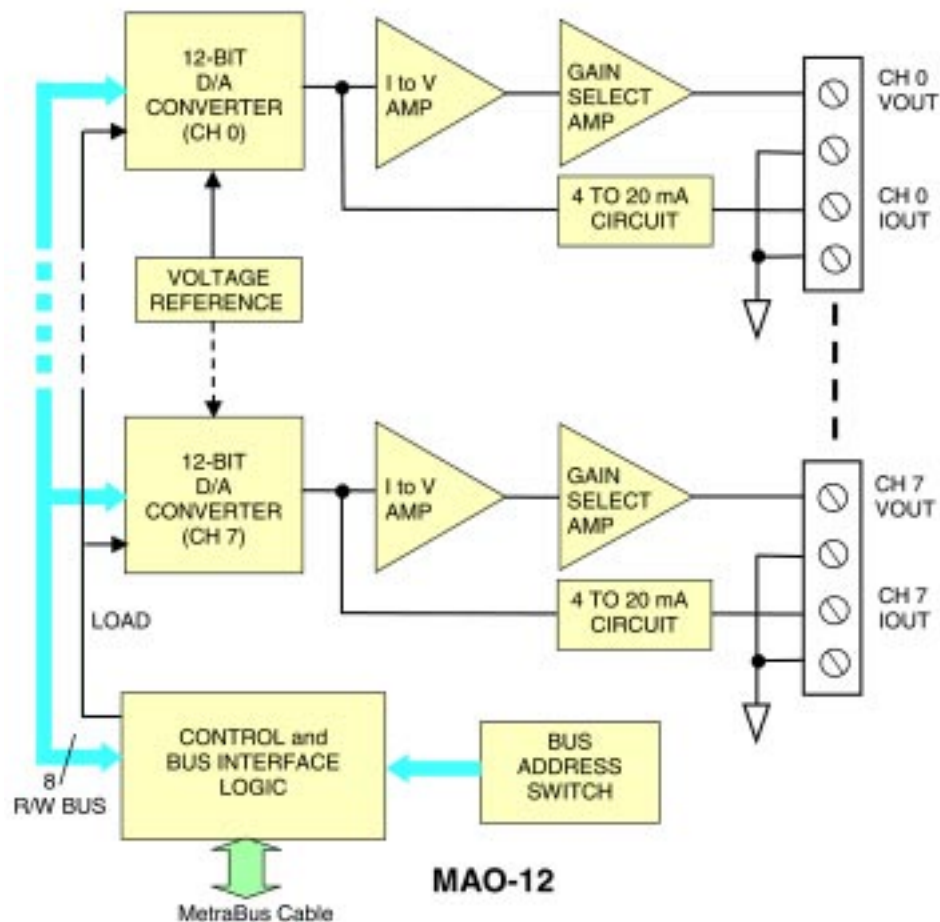 12-BIT
D/A
CONVERTER
(CH 0)
I to V
AMP
GAIN
SELECT
AMP
CH 0
VOUT
4 TO 20 mA
CIRCUIT
CH 0
IOUT
VOLTAGE
REFERENCE
12-BIT
D/A
CONVERTER
(CH 7)
I to V
AMP
GAIN
SELECT
AMP
CH 7
VOUT
4 TO 20 mA
CIRCUIT
CH 7
IOUT
LOAD
CONTROL and
BUS INTERFACE
LOGIC
BUS
ADDRESS
SWITCH
8
R/W BUS
MAO-12
MetraBus Cable